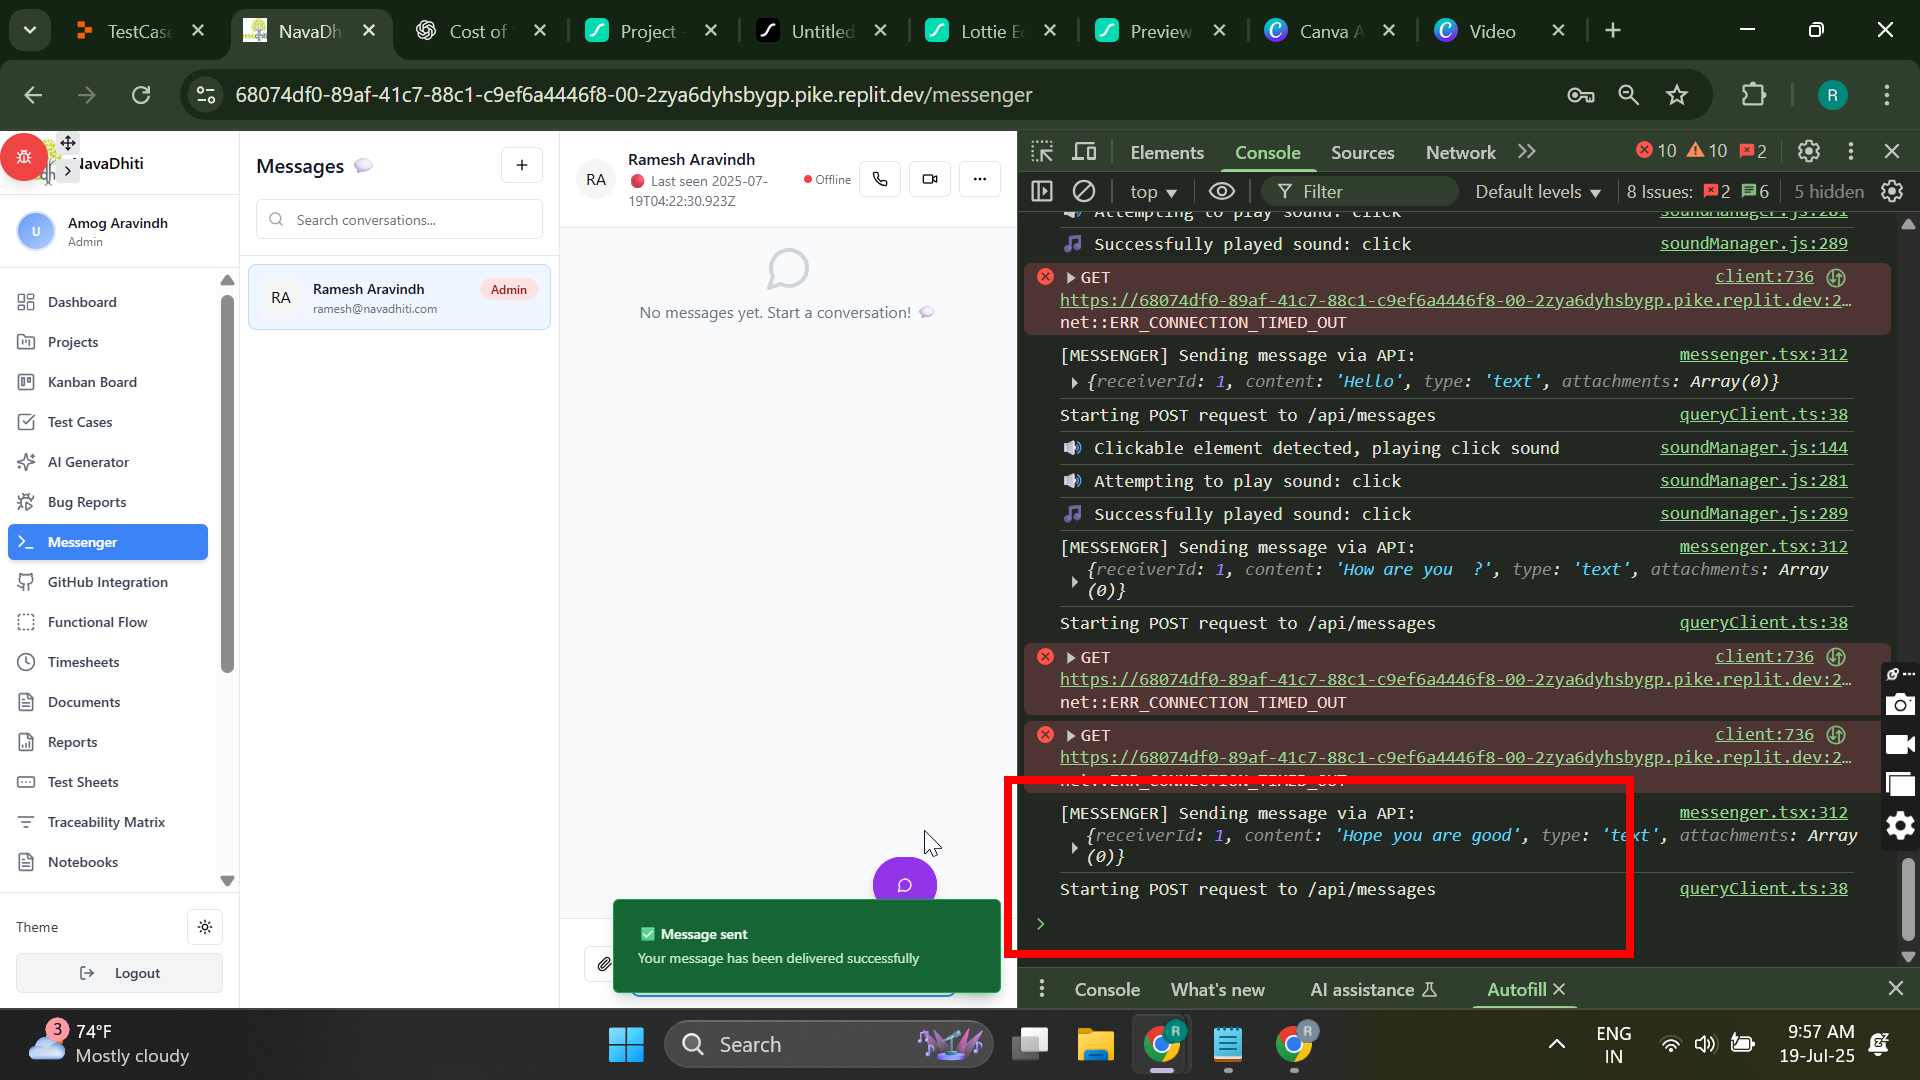 TestCase
NavaDh
Cost of
Project
Untitled
Lottie E
Preview
Canva A
Video
68074df0-89af-41c7-88c1-c9ef6a4446f8-00-2zya6dyhsbygp.pike.replit.dev/messenger
R
NavaDhiti
U
Amog Aravindh
Admin
Dashboard
Projects
Kanban Board
Test Cases
AI Generator
Bug Reports
Messenger
GitHub Integration
Functional Flow
Timesheets
Documents
Reports
Test Sheets
Traceability Matrix
Notebooks
Theme
Logout
Messages
Search conversations...
RA
Ramesh Aravindh
Admin
ramesh@navadhiti.com
RA
Ramesh Aravindh
Last seen 2025-07-
19T04:22:30.923Z
Offline
No messages yet. Start a conversation!
Message sent
Your message has been delivered successfully
Elements
Console
Sources
Network
10
10
2
top
Filter
Default levels
8 Issues:
2
6
5 hidden
Attempting to play sound: click soundManager.js:281
Successfully played sound: click soundManager.js:289
GET client:736
https://68074df0-89af-41c7-88c1-c9ef6a4446f8-00-2zya6dyhsbygp.pike.replit.dev:2…
net::ERR_CONNECTION_TIMED_OUT
[MESSENGER] Sending message via API: messenger.tsx:312
{receiverId: 1, content: 'Hello', type: 'text', attachments: Array(0)}
Starting POST request to /api/messages queryClient.ts:38
Clickable element detected, playing click sound soundManager.js:144
Attempting to play sound: click soundManager.js:281
Successfully played sound: click soundManager.js:289
[MESSENGER] Sending message via API: messenger.tsx:312
{receiverId: 1, content: 'How are you  ?', type: 'text', attachments: Array
(0)}
Starting POST request to /api/messages queryClient.ts:38
GET client:736
https://68074df0-89af-41c7-88c1-c9ef6a4446f8-00-2zya6dyhsbygp.pike.replit.dev:2…
net::ERR_CONNECTION_TIMED_OUT
GET client:736
https://68074df0-89af-41c7-88c1-c9ef6a4446f8-00-2zya6dyhsbygp.pike.replit.dev:2…
net::ERR_CONNECTION_TIMED_OUT
[MESSENGER] Sending message via API: messenger.tsx:312
{receiverId: 1, content: 'Hope you are good', type: 'text', attachments: Array
(0)}
Starting POST request to /api/messages queryClient.ts:38
Console
What's new
AI assistance
Autofill
3
74°F
Mostly cloudy
Search
R
R
ENG
IN
9:57 AM
19-Jul-25